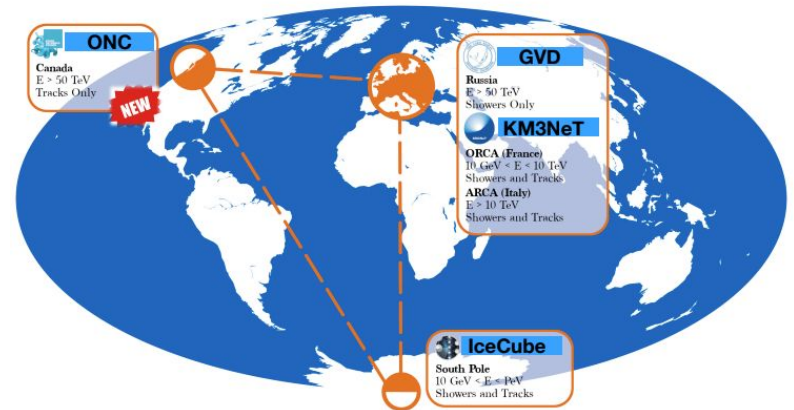 ONC
Canada
E > 50 TeV
Tracks Only
NEW
GVD
Russia
E > 50 TeV
Showers Only
KM3NeT
ORCA (France)
10 GeV < E < 10 TeV
Showers and Tracks
ARCA (Italy)
E > 10 TeV
Showers and Tracks
IceCube
South Pole
10 GeV < E < PeV
Showers and Tracks